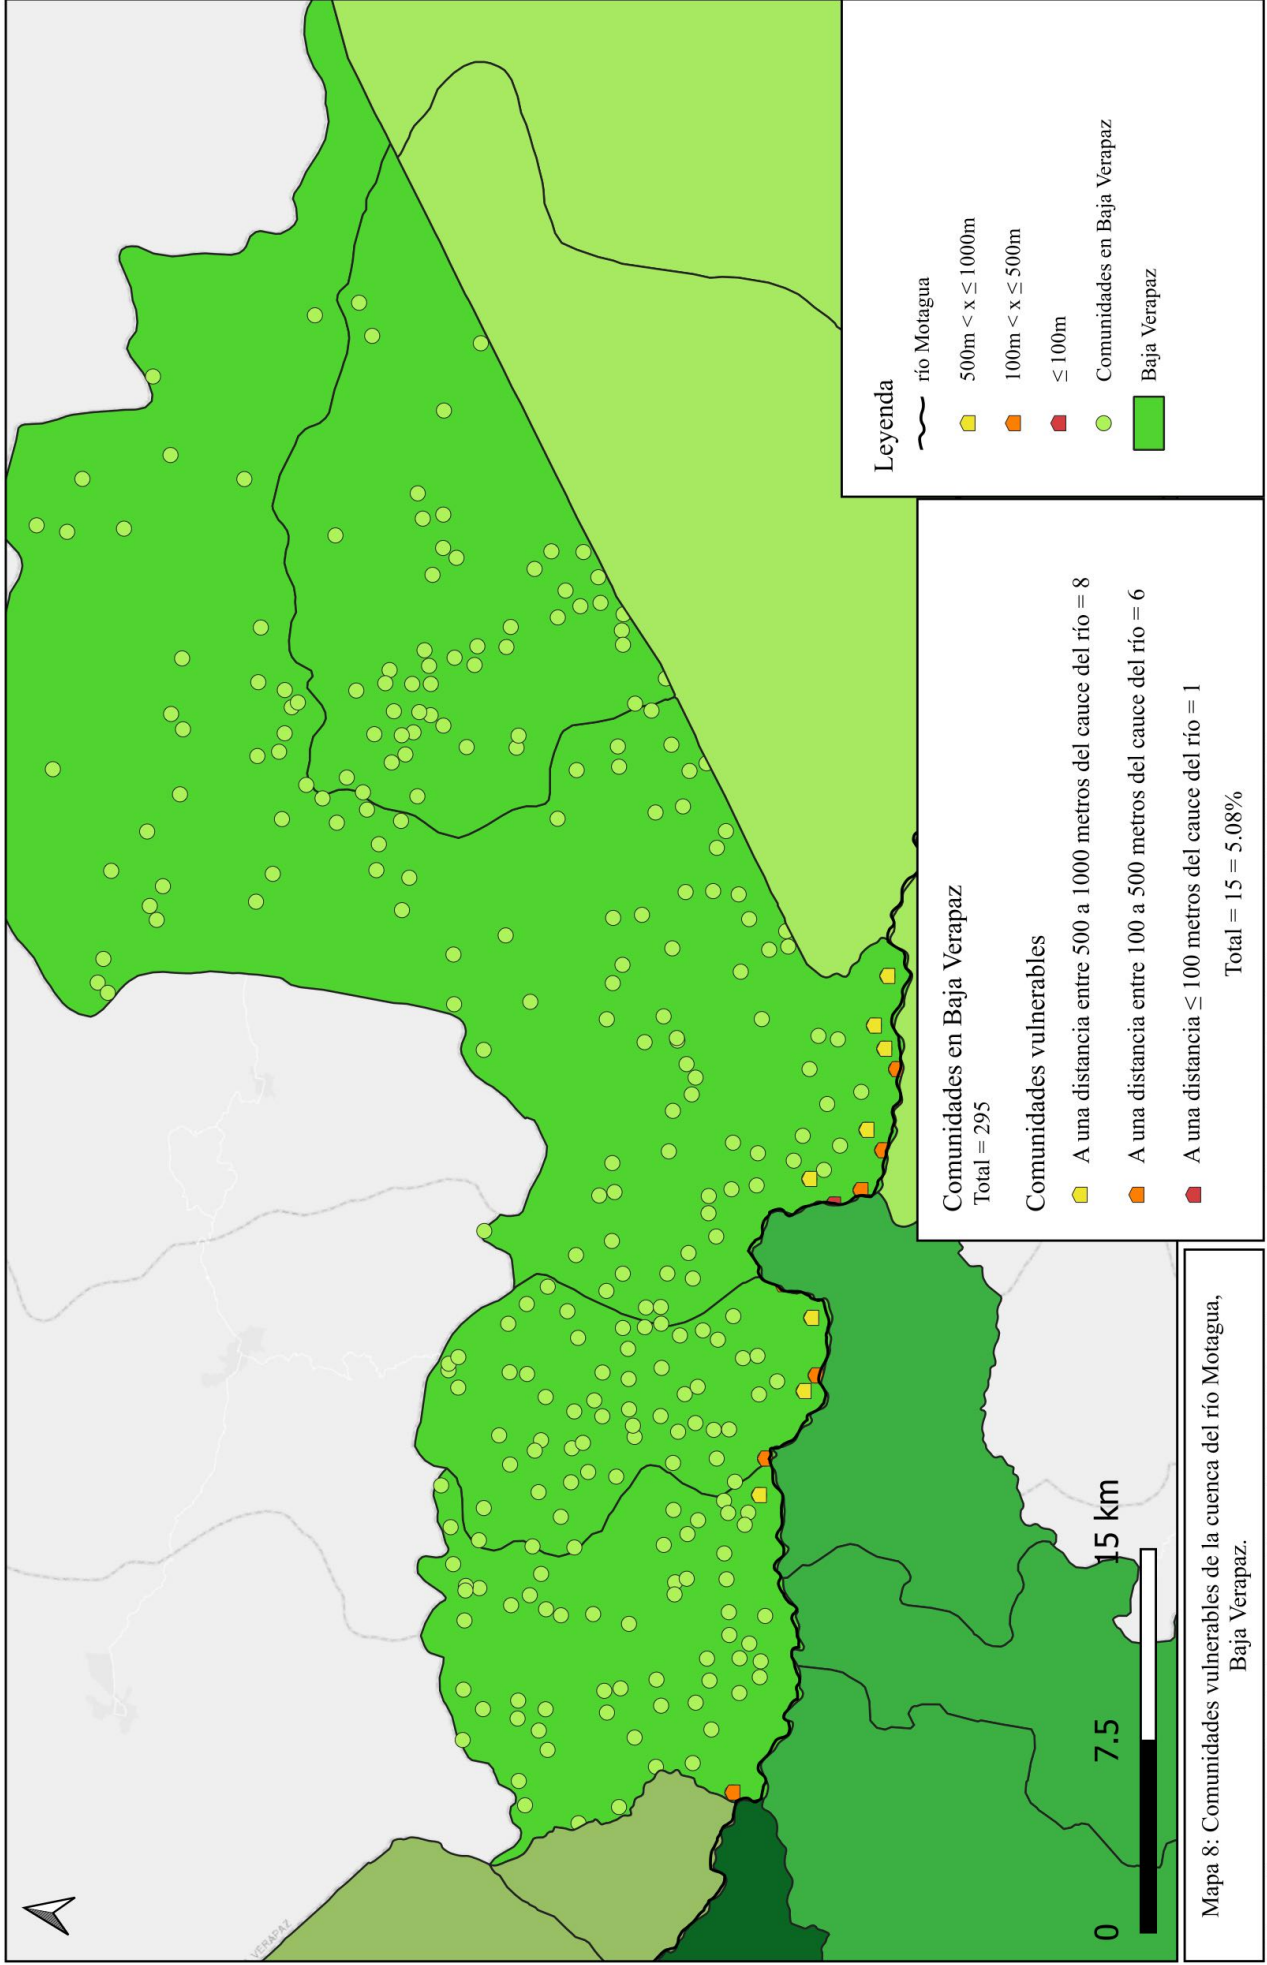 VERAPAZ
0 7.5 15 km
Mapa 8: Comunidades vulnerables de la cuenca del río Motagua,
Baja Verapaz.
Comunidades en Baja Verapaz
Total = 295
Comunidades vulnerables
A una distancia entre 500 a 1000 metros del cauce del río = 8
A una distancia entre 100 a 500 metros del cauce del río = 6
A una distancia ≤ 100 metros del cauce del río = 1
Total = 15 = 5.08%
Leyenda
río Motagua
500m < x ≤ 1000m
100m < x ≤ 500m
≤ 100m
Comunidades en Baja Verapaz
Baja Verapaz